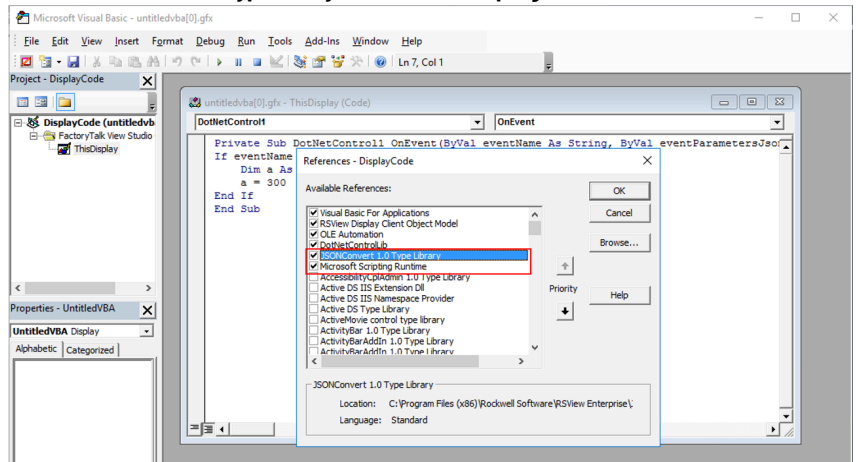 Microsoft Visual Basic - untitledvba[0].gfx
File Edit View Insert Format Debug Run Tools Add-Ins Window Help
Ln 7, Col 1
Project - DisplayCode
DisplayCode (untitledvb
FactoryTalk View Studio
ThisDisplay
untitledvba[0].gfx - ThisDisplay (Code)
DotNetControl1
OnEvent
Private Sub DotNetControl1 OnEvent(ByVal eventName As String, ByVal eventParametersJso
If eventName
Dim a As
a = 300
End If
End Sub
References - DisplayCode
Available References:
Visual Basic For Applications
RSView Display Client Object Model
OLE Automation
DotNetControlLib
JSONConvert 1.0 Type Library
Microsoft Scripting Runtime
AccessibilityCplAdmin 1.0 Type Library
Active DS IIS Extension Dll
Active DS IIS Namespace Provider
Active DS Type Library
ActiveMovie control type library
ActivityBar 1.0 Type Library
ActivityBarAddIn 1.0 Type Library
ActivityBarAddIn 1.0 Type Library
OK
Cancel
Browse...
Priority
Help
JSONConvert 1.0 Type Library
Location: C:\Program Files (x86)\Rockwell Software\RSView Enterprise\
Language: Standard
Properties - UntitledVBA
UntitledVBA Display
Alphabetic Categorized